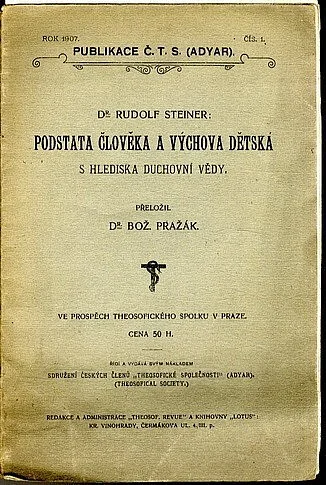 ROK 1907. ČÍS. 1.
PUBLIKACE Č. T. S. (ADYAR).
DR. RUDOLF STEINER:
PODSTATA ČLOVĚKA A VÝCHOVA DĚTSKÁ
S HLEDISKA DUCHOVNÍ VĚDY.
PŘELOŽIL
DR. BOŽ. PRAŽÁK.
VE PROSPĚCH THEOSOFICKÉHO SPOLKU V PRAZE.
CENA 50 H.
ŘÍDÍ A VYDÁVÁ SVÝM NÁKLADEM
SDRUŽENÍ ČESKÝCH ČLENŮ „THEOSOFICKÉ SPOLEČNOSTI" (ADYAR).
(THEOSOFICAL SOCIETY.)
REDAKCE A ADMINISTRACE „THEOSOF. REVUE" A KNIHOVNY „LOTUS":
KR. VINOHRADY, ČERMÁKOVA UL. 4, III. p.